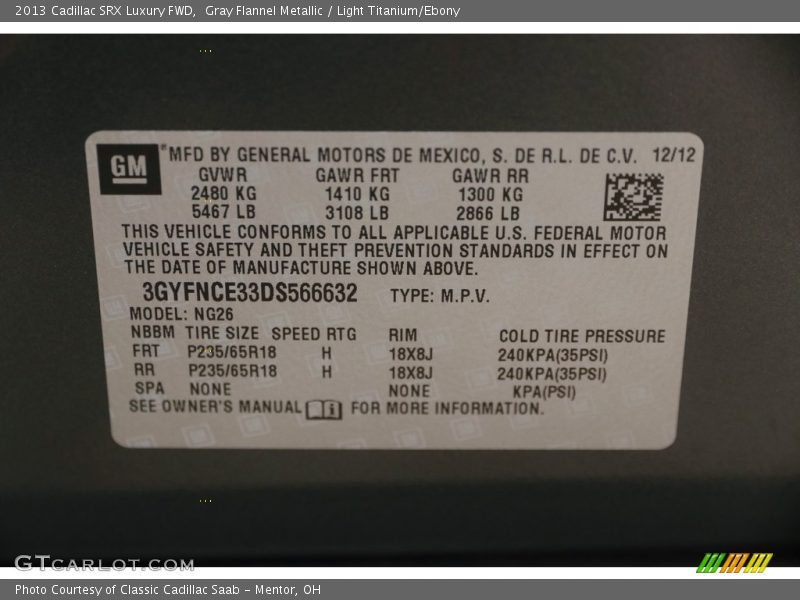 2013 Cadillac SRX Luxury FWD,  Gray Flannel Metallic / Light Titanium/Ebony
GM
MFD BY GENERAL MOTORS DE MEXICO, S. DE R.L. DE C.V.  12/12
GVWR  GAWR FRT  GAWR RR
2480 KG  1410 KG  1300 KG
5467 LB  3108 LB  2866 LB
THIS VEHICLE CONFORMS TO ALL APPLICABLE U.S. FEDERAL MOTOR
VEHICLE SAFETY AND THEFT PREVENTION STANDARDS IN EFFECT ON
THE DATE OF MANUFACTURE SHOWN ABOVE.
3GYFNCE33DS566632  TYPE: M.P.V.
MODEL: NG26
NBBM  TIRE SIZE  SPEED RTG  RIM  COLD TIRE PRESSURE
FRT  P235/65R18  H  18X8J  240KPA(35PSI)
RR  P235/65R18  H  18X8J  240KPA(35PSI)
SPA  NONE  NONE  KPA(PSI)
SEE OWNER'S MANUAL  FOR MORE INFORMATION.
GTCARLOT.COM
Photo Courtesy of Classic Cadillac Saab - Mentor, OH